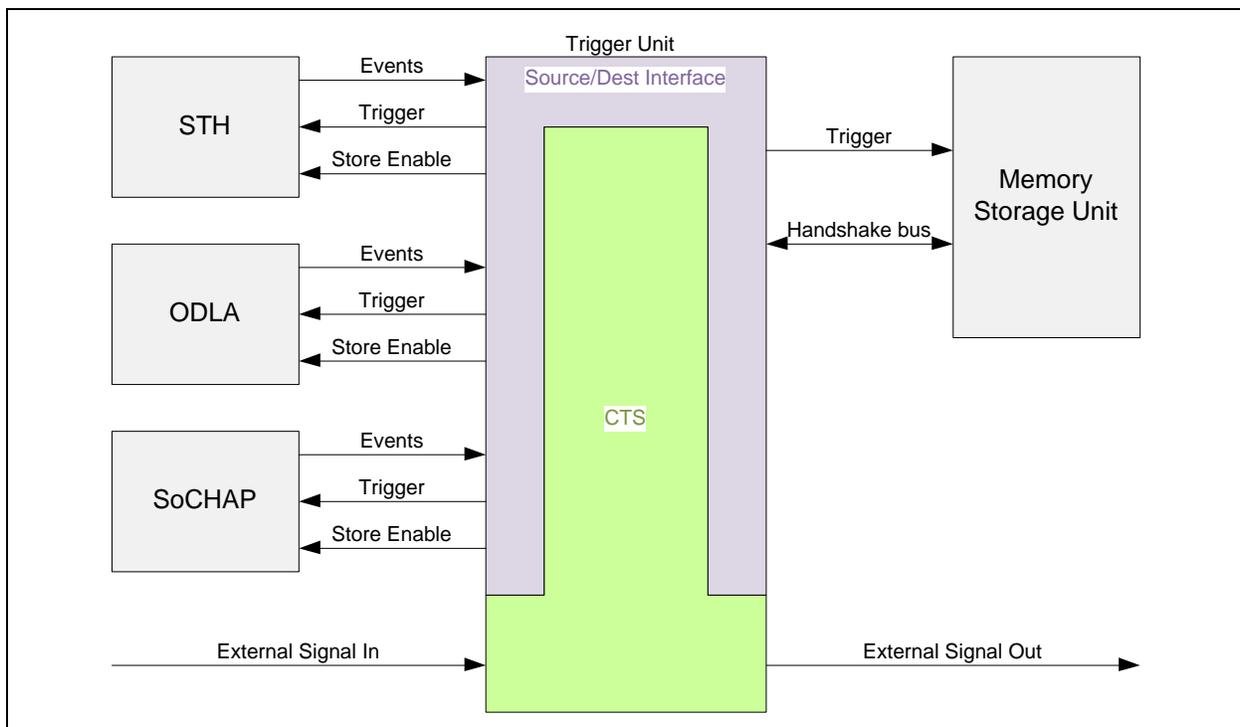 Trigger Unit
Source/Dest Interface
Events
STH
Trigger
Store Enable
Trigger
Memory
Storage Unit
Handshake bus
Events
ODLA
Trigger
Store Enable
CTS
Events
SoCHAP
Trigger
Store Enable
External Signal In
External Signal Out